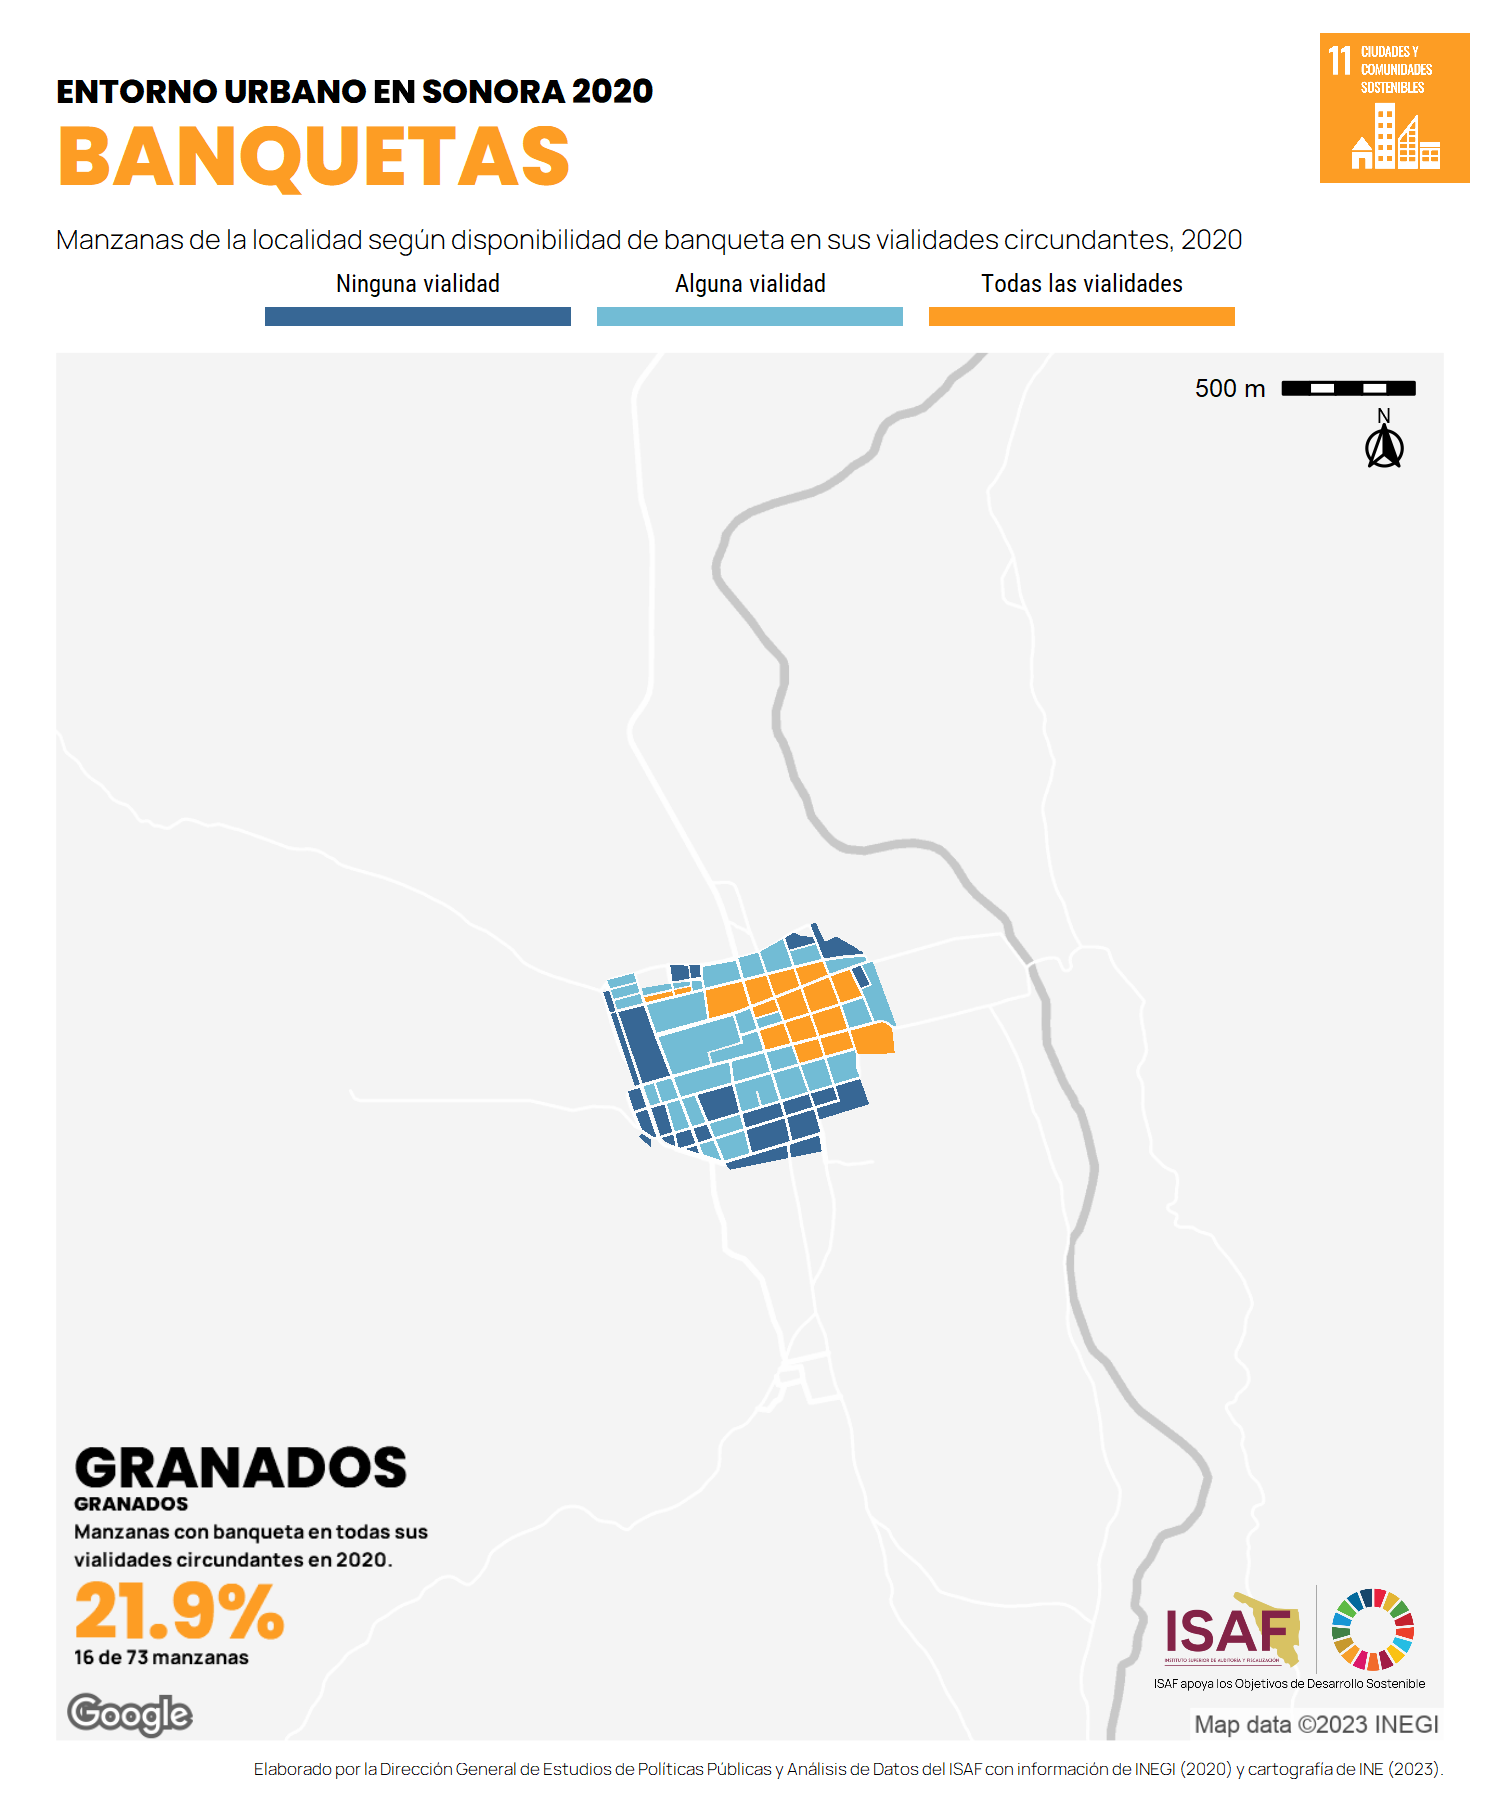 ENTORNO URBANO EN SONORA 2020
BANQUETAS
11 CIUDADES Y
COMUNIDADES
SOSTENIBLES
Manzanas de la localidad según disponibilidad de banqueta en sus vialidades circundantes, 2020
Ninguna vialidad
Alguna vialidad
Todas las vialidades
500 m
N
GRANADOS
GRANADOS
Manzanas con banqueta en todas sus
vialidades circundantes en 2020.
21.9%
16 de 73 manzanas
Google
ISAF
INSTITUTO SUPERIOR DE AUDITORÍA Y FISCALIZACIÓN
ISAF apoya los Objetivos de Desarrollo Sostenible
Map data ©2023 INEGI
Elaborado por la Dirección General de Estudios de Políticas Públicas y Análisis de Datos del ISAF con información de INEGI (2020) y cartografía de INE (2023).